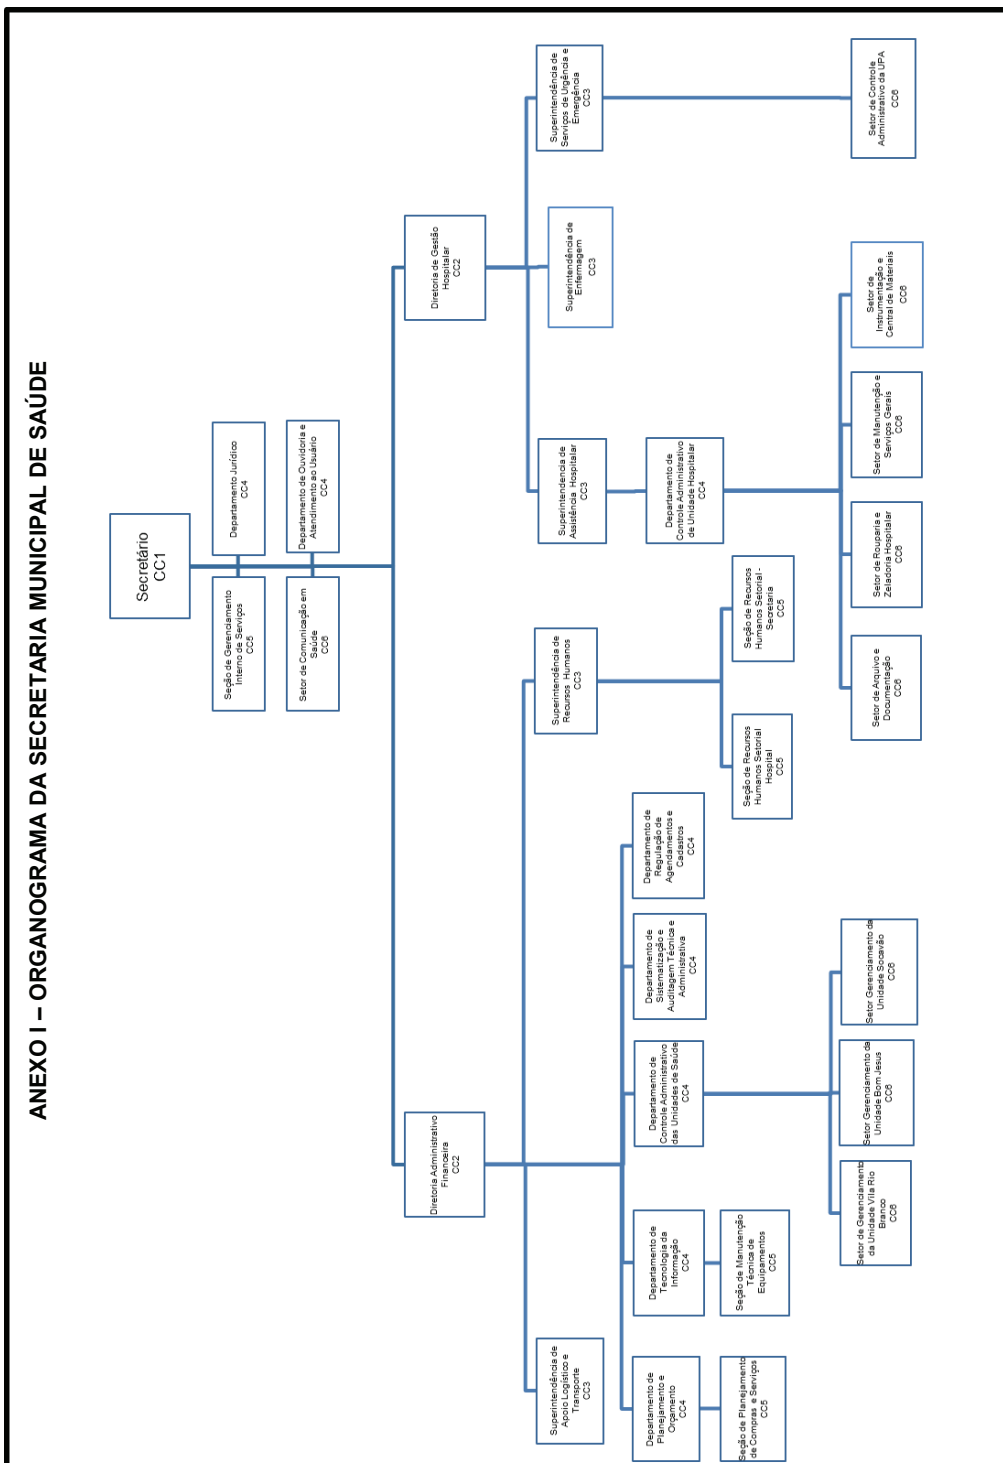 ANEXO I – ORGANOGRAMA DA SECRETARIA MUNICIPAL DE SAÚDE
Secretário
CC1
Seção de Gerenciamento
Interno de Serviços
CC5
Departamento Jurídico
CC4
Setor de Comunicação em
Saúde
CC6
Departamento de Ouvidoria e
Atendimento ao Usuário
CC4
Diretoria Administrativo
Financeira
CC2
Diretoria de Gestão
Hospitalar
CC2
Superintendência de
Apoio Logístico e
Transporte
CC3
Superintendência de
Recursos Humanos
CC3
Superintendencia de
Assistência Hospitalar
CC3
Superintendência de
Enfermagem
CC3
Superintendência de
Serviços de Urgência e
Emergência
CC3
Departamento de
Planejamento e
Orçamento
CC4
Departamento de
Tecnologia da
Informação
CC4
Departamento de
Controle Administrativo
das Unidades de Saúde
CC4
Departamento de
Sistematização e
Auditagem Técnica e
Administrativa
CC4
Departamento de
Regulação de
Agendamentos e
Cadastros
CC4
Departamento de
Controle Administrativo
de Unidade Hospitalar
CC4
Seção de Planejamento
de Compras e Serviços
CC5
Seção de Manutenção
Técnica de
Equipamentos
CC5
Seção de Recursos
Humanos Setorial
Hospital
CC5
Seção de Recursos
Humanos Setorial -
Secretaria
CC5
Setor de Gerenciamento
da Unidade Vila Rio
Branco
CC6
Setor Gerenciamento da
Unidade Bom Jesus
CC6
Setor Gerenciamento da
Unidade Socavão
CC6
Setor de Arquivo e
Documentação
CC6
Setor de Rouparia e
Zeladoria Hospitalar
CC6
Setor de Manutenção e
Serviços Gerais
CC6
Setor de
Instrumentação e
Central de Materiais
CC6
Setor de Controle
Administrativo da UPA
CC6